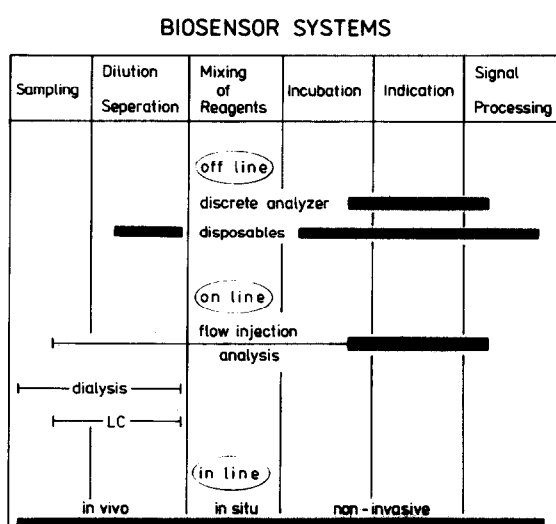 BIOSENSOR SYSTEMS
Sampling
Dilution
Seperation
Mixing
of
Reagents
Incubation
Indication
Signal
Processing
off line
discrete analyzer
disposables
on line
flow injection
analysis
dialysis
LC
in line
in vivo in situ non-invasive